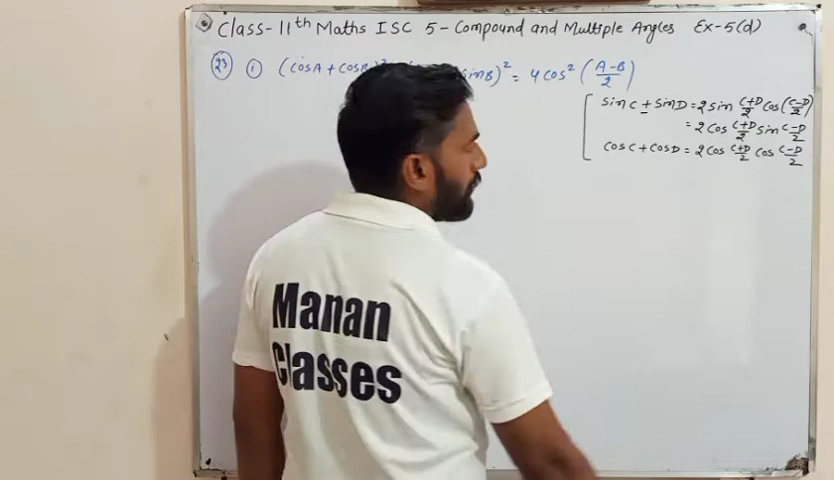 Class-11th Maths ISC 5-Compound and Multiple Angles Ex-5(d)
23 1 (cosA + cosB)² sinB)² = 4cos² (A-B/2)
sin C ± sin D = 2 sin C+D/2 cos (C-D/2)
= 2 cos C+D/2 sin C-D/2
cos C + cos D = 2 cos C+D/2 cos C-D/2
Manan
Classes